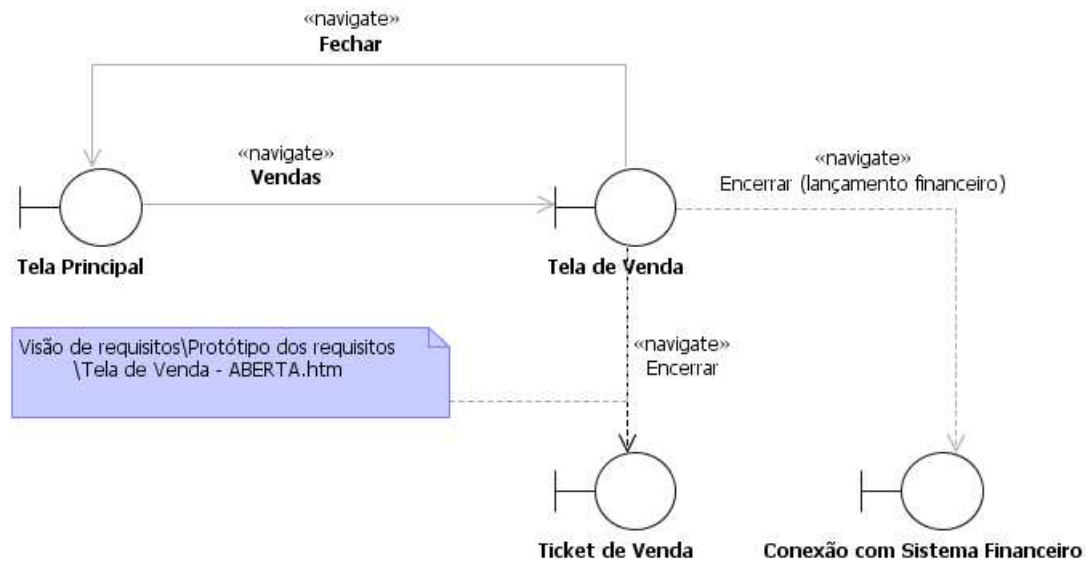 «navigate»
Fechar
«navigate»
Vendas
«navigate»
Encerrar (lançamento financeiro)
Tela Principal
Tela de Venda
Visão de requisitos\Protótipo dos requisitos
\Tela de Venda - ABERTA.htm
«navigate»
Encerrar
Ticket de Venda
Conexão com Sistema Financeiro